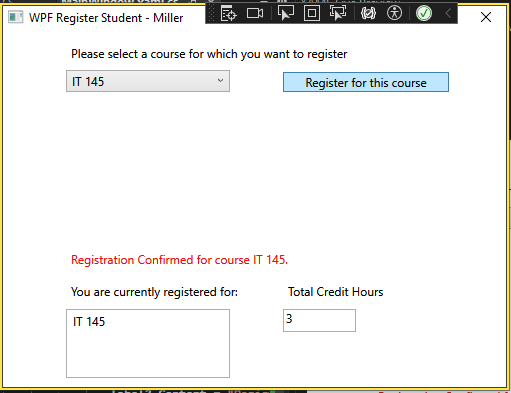 WPF Register Student - Miller
Please select a course for which you want to register
IT 145
Register for this course
Registration Confirmed for course IT 145.
You are currently registered for:
Total Credit Hours
IT 145
3